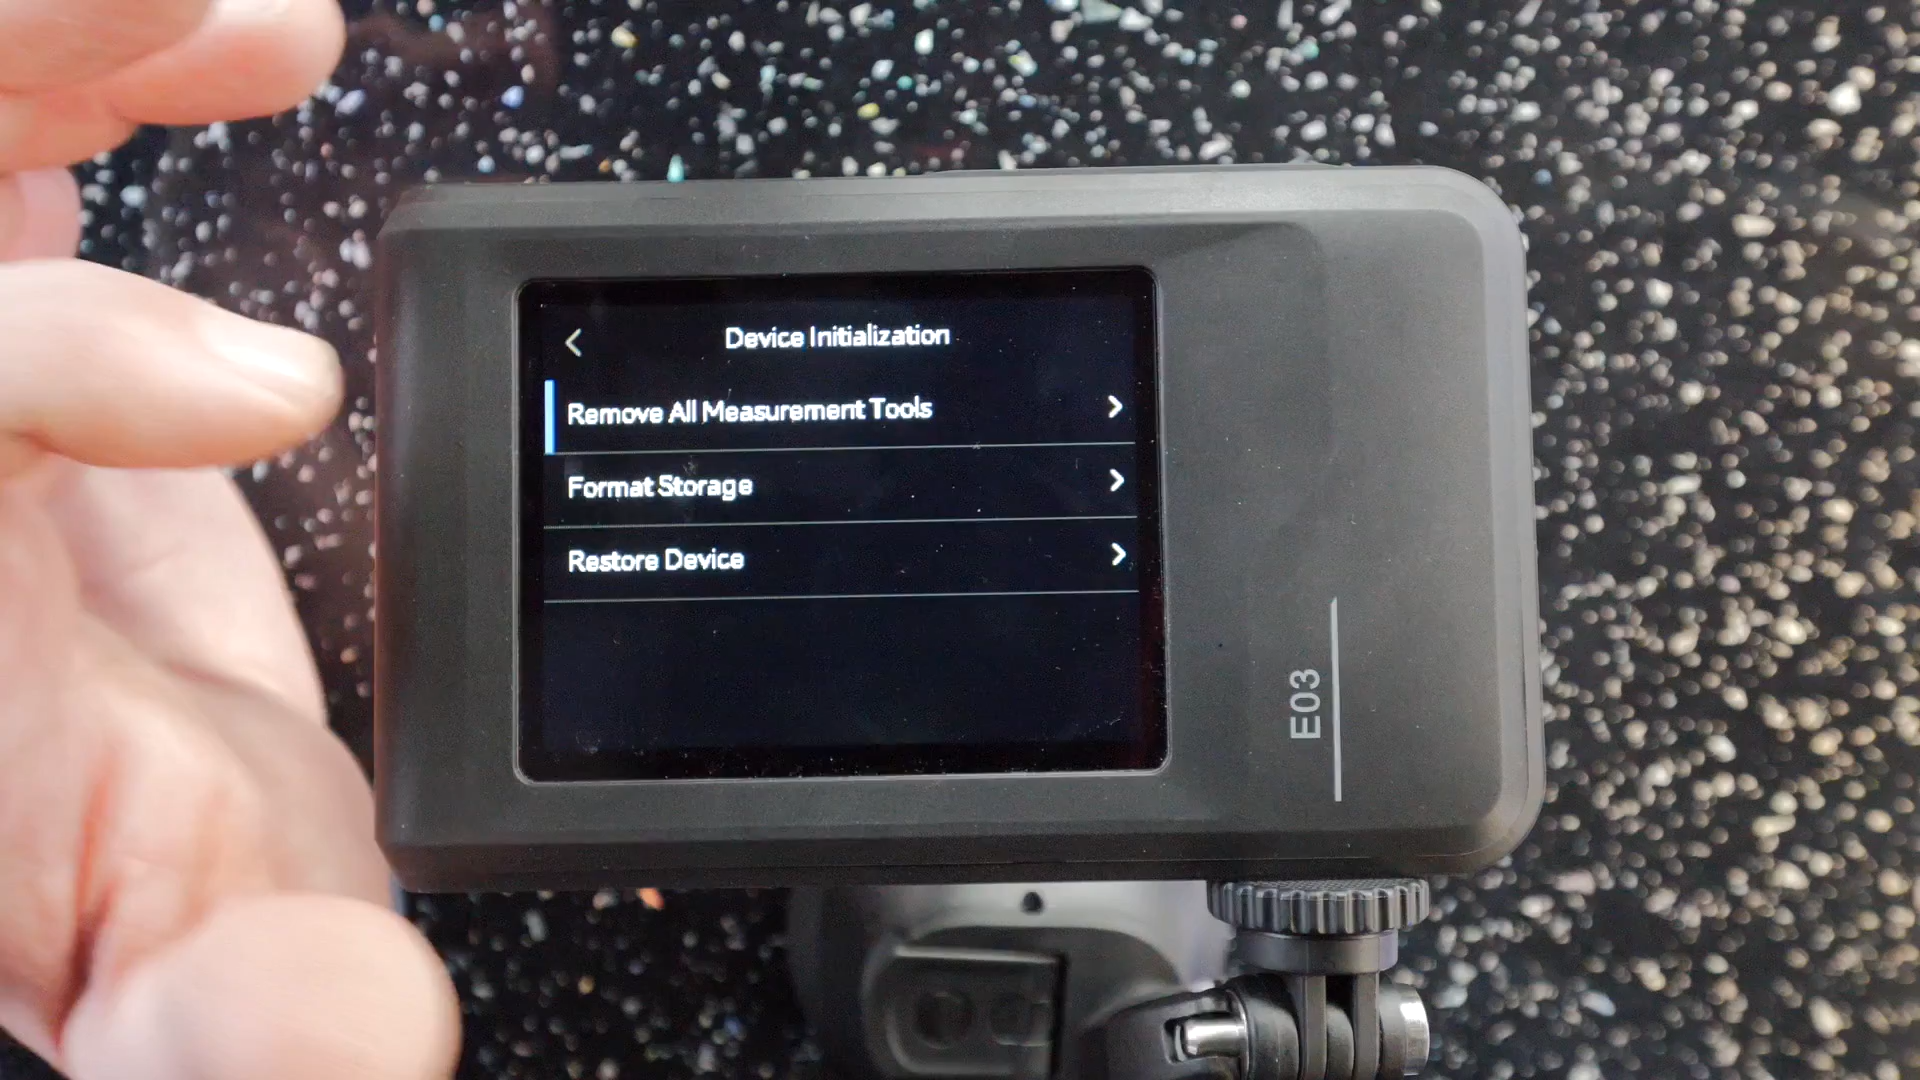 Device Initialization
Remove All Measurement Tools
Format Storage
Restore Device
E03